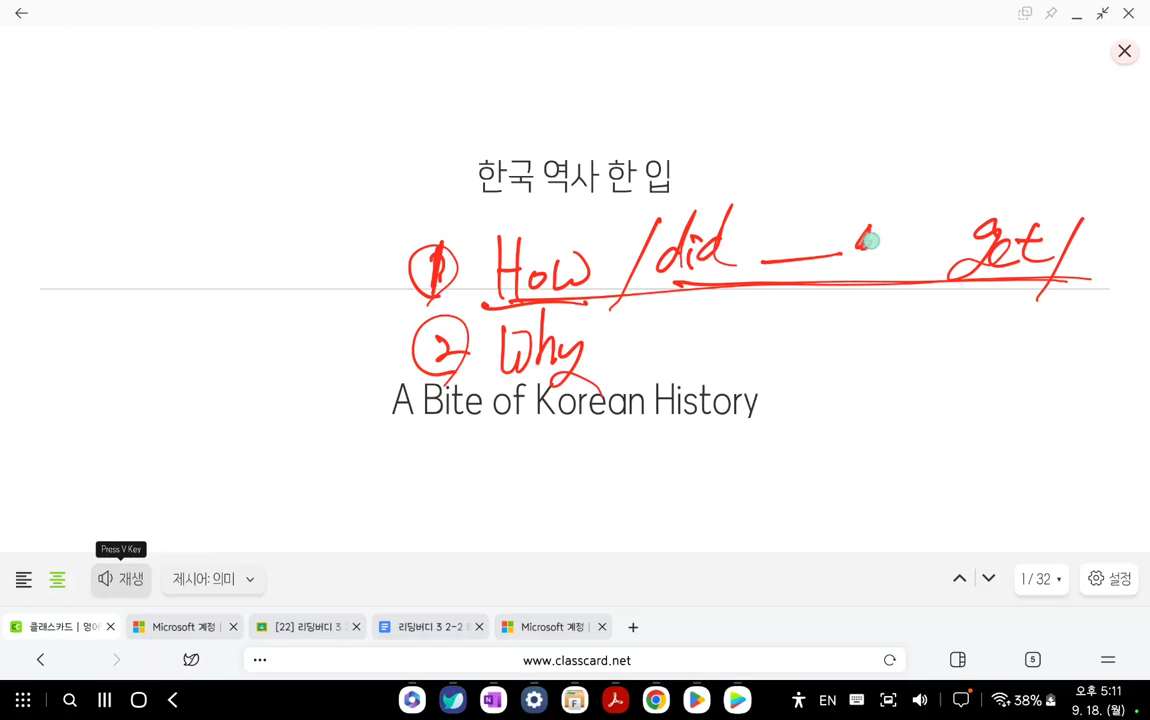 한국 역사 한 입
① How / did __ get /
② Why
A Bite of Korean History
Press V Key
재생
제시어: 의미
1 / 32
설정
클래스카드 | 영어
Microsoft 계정 |
[22] 리딩버디 3
리딩버디 3 2-2
Microsoft 계정 |
www.classcard.net
5
EN
38%
오후 5:11
9. 18. (월)